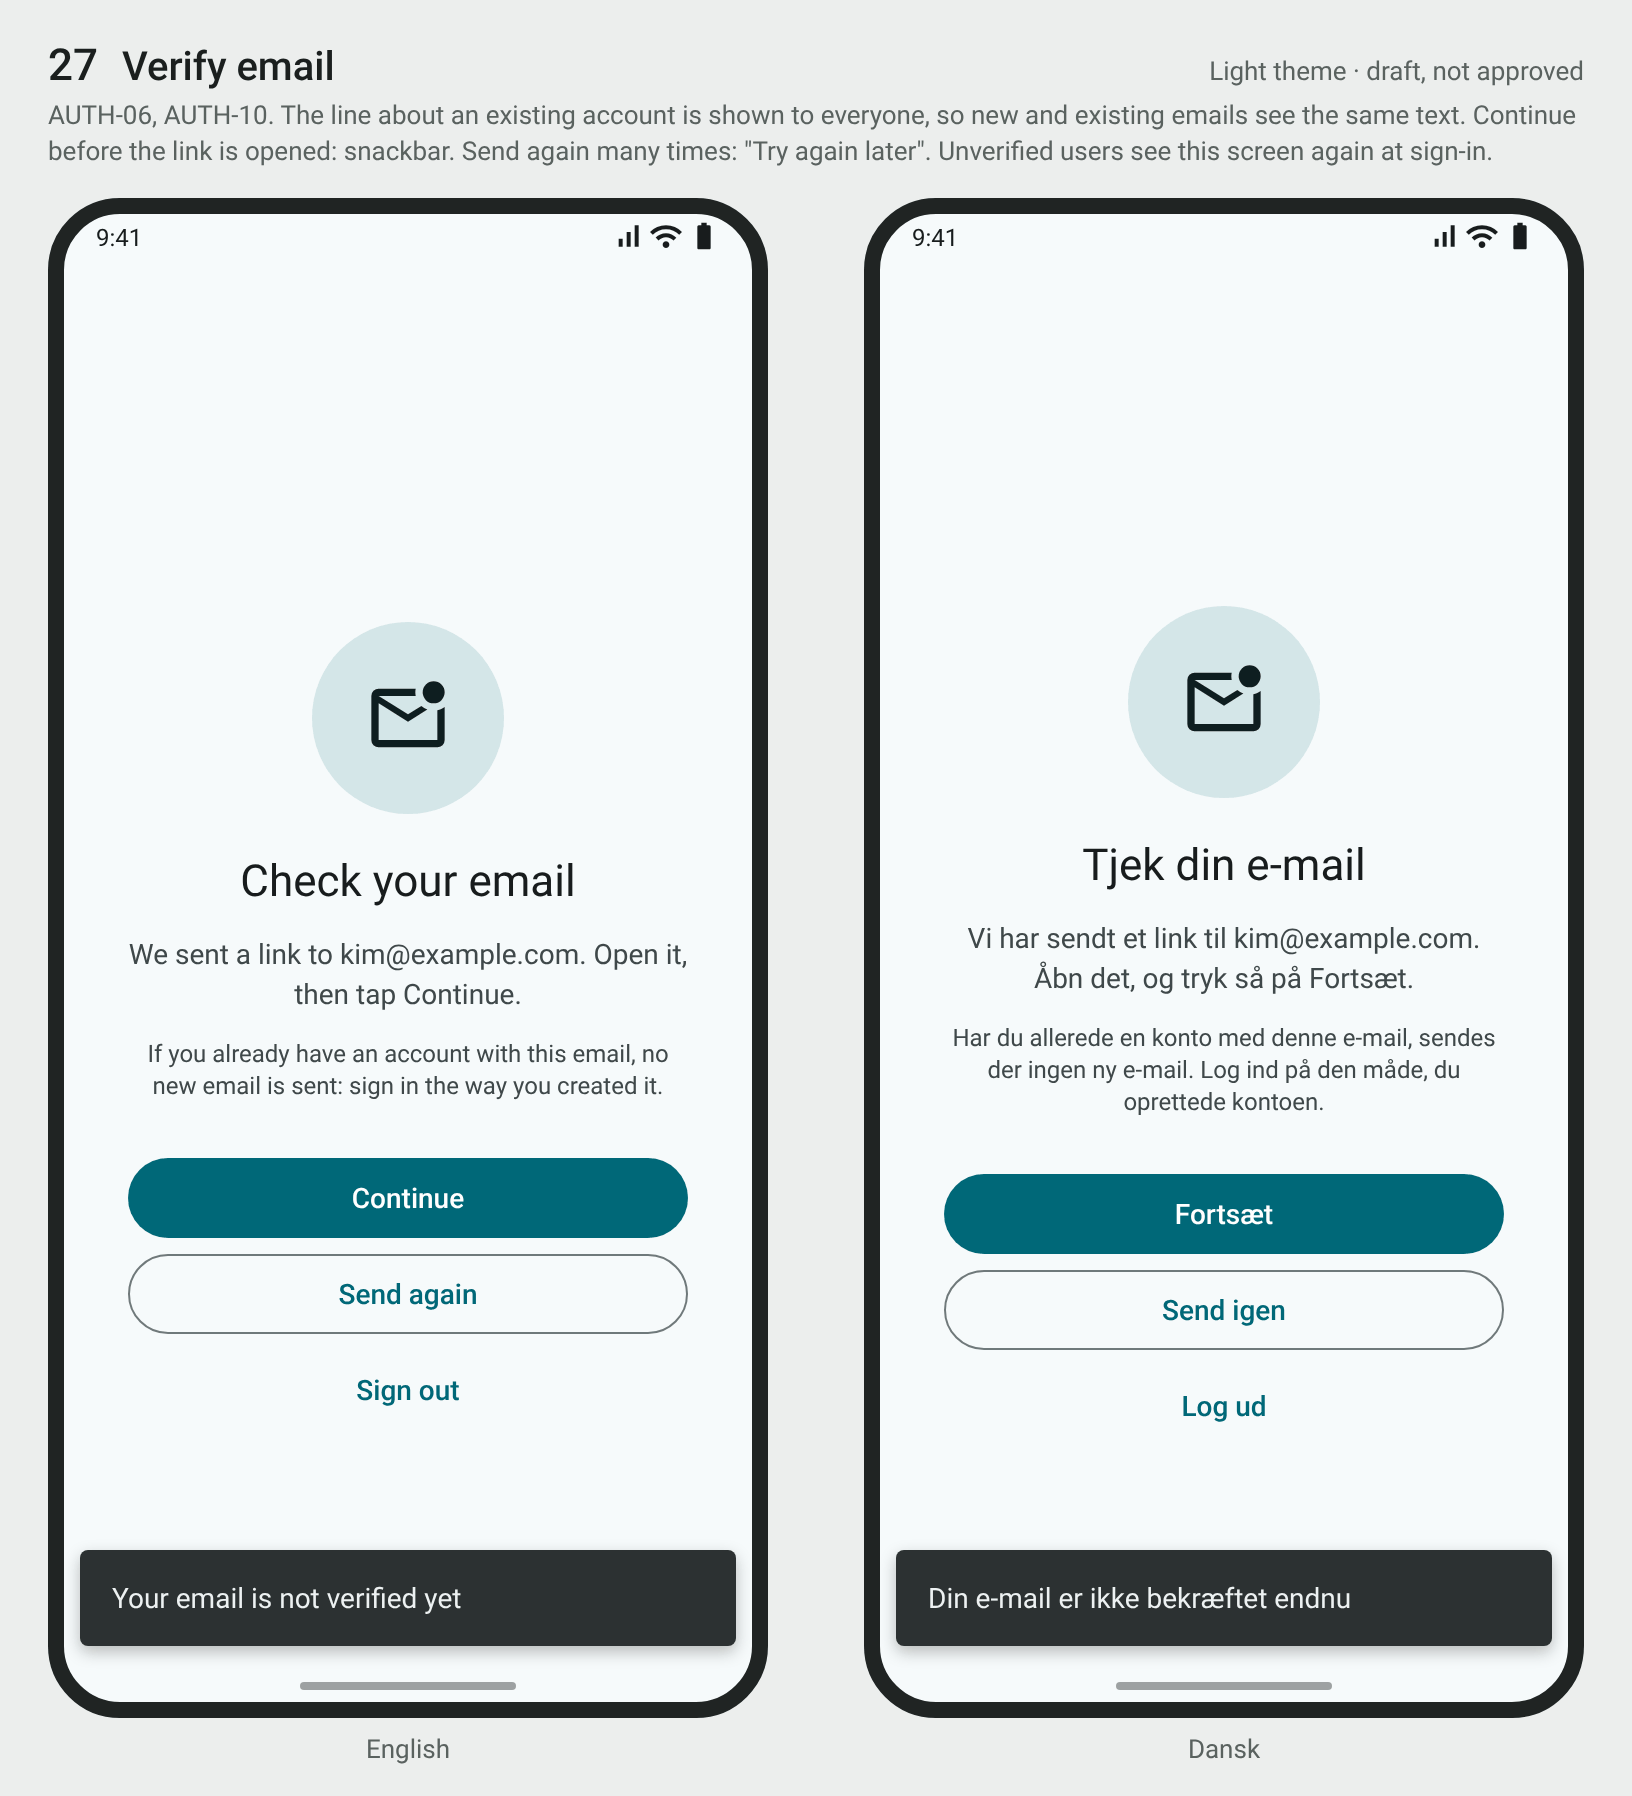 27 Verify email
Light theme · draft, not approved
AUTH-06, AUTH-10. The line about an existing account is shown to everyone, so new and existing emails see the same text. Continue
before the link is opened: snackbar. Send again many times: "Try again later". Unverified users see this screen again at sign-in.
9:41
Check your email
We sent a link to kim@example.com. Open it,
then tap Continue.
If you already have an account with this email, no
new email is sent: sign in the way you created it.
Continue
Send again
Sign out
Your email is not verified yet
English
9:41
Tjek din e-mail
Vi har sendt et link til kim@example.com.
Åbn det, og tryk så på Fortsæt.
Har du allerede en konto med denne e-mail, sendes
der ingen ny e-mail. Log ind på den måde, du
oprettede kontoen.
Fortsæt
Send igen
Log ud
Din e-mail er ikke bekræftet endnu
Dansk